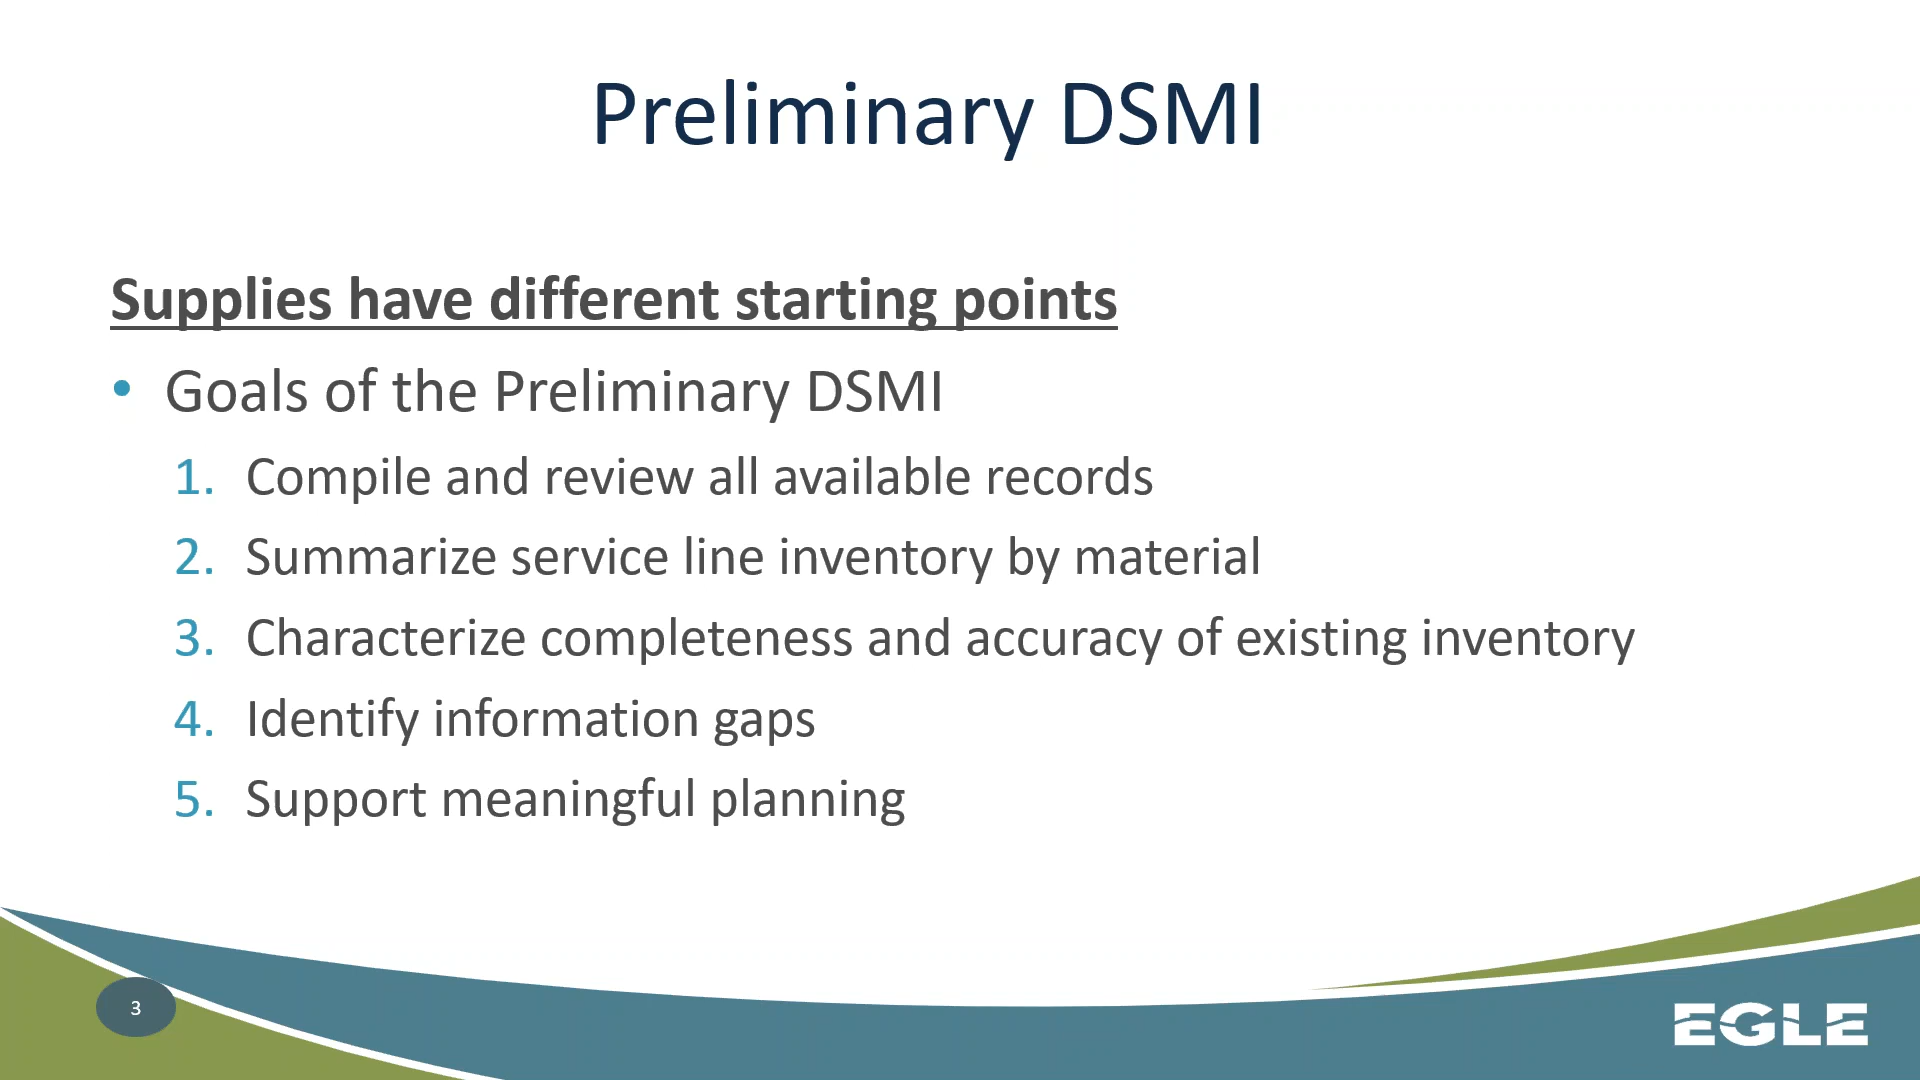 Preliminary DSMI
Supplies have different starting points
• Goals of the Preliminary DSMI
1. Compile and review all available records
2. Summarize service line inventory by material
3. Characterize completeness and accuracy of existing inventory
4. Identify information gaps
5. Support meaningful planning
3
EGLE